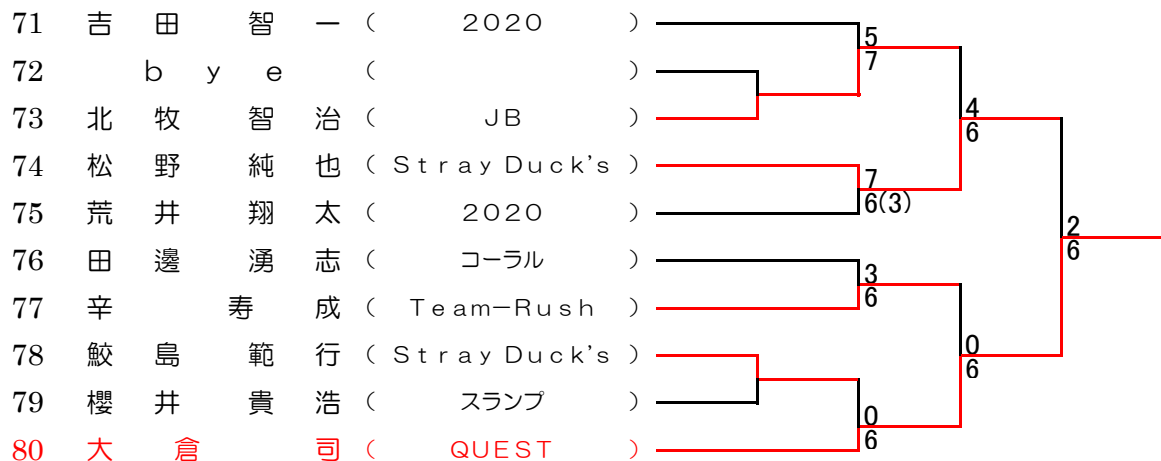 71 吉田 智一 ( 2020 )
5
7
72 bye ( )
73 北牧 智治 ( JB )
4
6
74 松野 純也 ( Stray Duck's )
7
6(3)
75 荒井 翔太 ( 2020 )
2
6
76 田邊 湧志 ( コーラル )
3
6
77 辛 寿成 ( Team-Rush )
78 鮫島 範行 ( Stray Duck's )
0
6
79 櫻井 貴浩 ( スランプ )
0
6
80 大倉 司 ( QUEST )